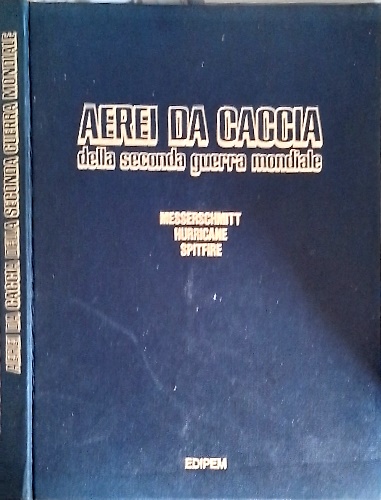 AEREI DA CACCIA DELLA SECONDA GUERRA MONDIALE
AEREI DA CACCIA
della seconda guerra mondiale
MESSERSCHMITT
HURRICANE
SPITFIRE
EDIPEM